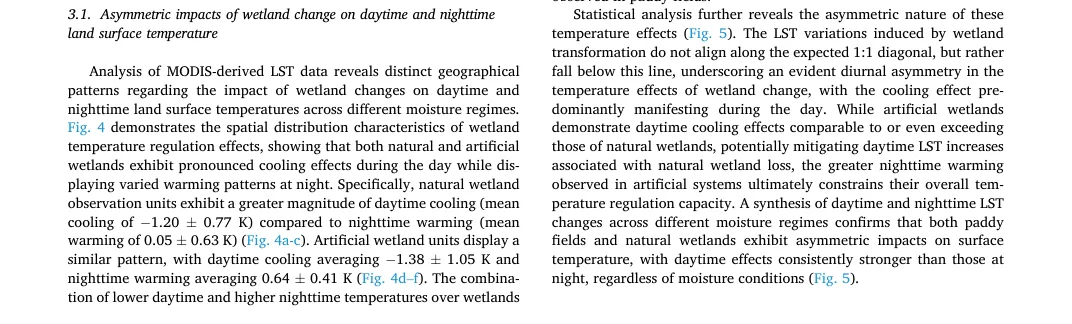 3.1. Asymmetric impacts of wetland change on daytime and nighttime
land surface temperature
Analysis of MODIS-derived LST data reveals distinct geographical
patterns regarding the impact of wetland changes on daytime and
nighttime land surface temperatures across different moisture regimes.
Fig. 4 demonstrates the spatial distribution characteristics of wetland
temperature regulation effects, showing that both natural and artificial
wetlands exhibit pronounced cooling effects during the day while dis-
playing varied warming patterns at night. Specifically, natural wetland
observation units exhibit a greater magnitude of daytime cooling (mean
cooling of −1.20 ± 0.77 K) compared to nighttime warming (mean
warming of 0.05 ± 0.63 K) (Fig. 4a-c). Artificial wetland units display a
similar pattern, with daytime cooling averaging −1.38 ± 1.05 K and
nighttime warming averaging 0.64 ± 0.41 K (Fig. 4d–f). The combina-
tion of lower daytime and higher nighttime temperatures over wetlands
Statistical analysis further reveals the asymmetric nature of these
temperature effects (Fig. 5). The LST variations induced by wetland
transformation do not align along the expected 1:1 diagonal, but rather
fall below this line, underscoring an evident diurnal asymmetry in the
temperature effects of wetland change, with the cooling effect pre-
dominantly manifesting during the day. While artificial wetlands
demonstrate daytime cooling effects comparable to or even exceeding
those of natural wetlands, potentially mitigating daytime LST increases
associated with natural wetland loss, the greater nighttime warming
observed in artificial systems ultimately constrains their overall tem-
perature regulation capacity. A synthesis of daytime and nighttime LST
changes across different moisture regimes confirms that both paddy
fields and natural wetlands exhibit asymmetric impacts on surface
temperature, with daytime effects consistently stronger than those at
night, regardless of moisture conditions (Fig. 5).